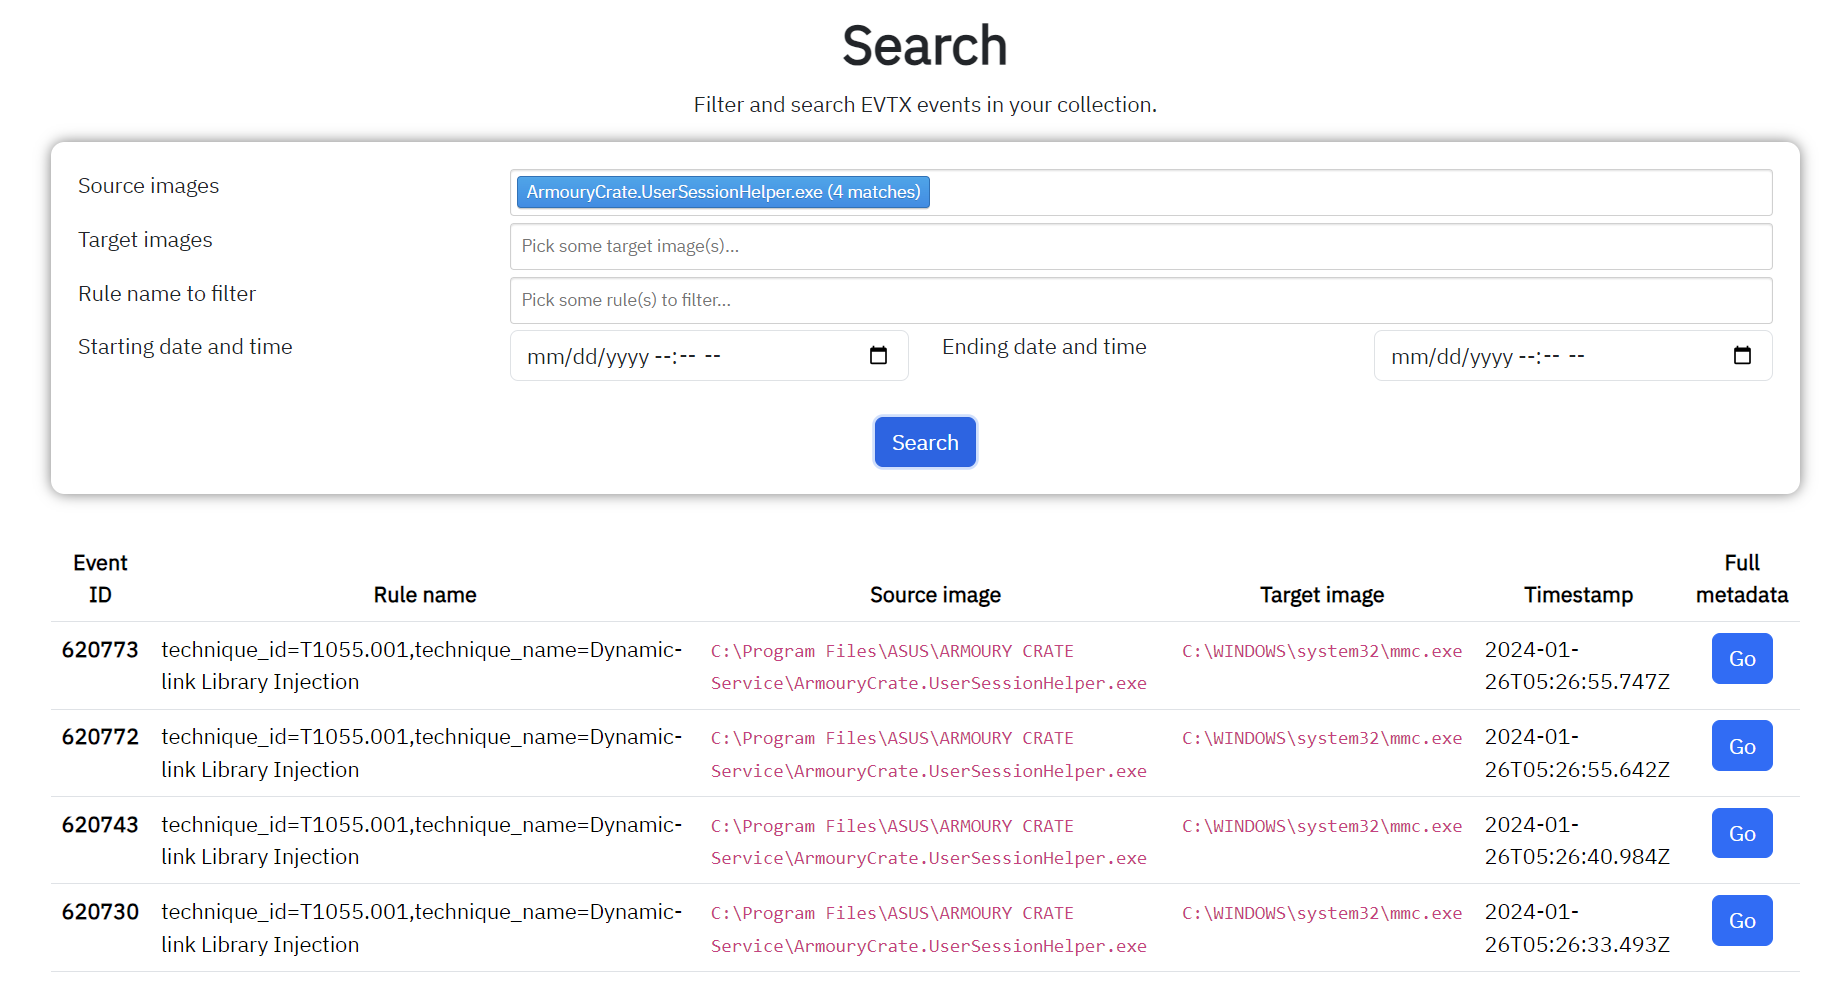 Search
Filter and search EVTX events in your collection.
Source images
ArmouryCrate.UserSessionHelper.exe (4 matches)
Target images
Pick some target image(s)...
Rule name to filter
Pick some rule(s) to filter...
Starting date and time
mm/dd/yyyy --:-- --
Ending date and time
mm/dd/yyyy --:-- --
Search
Event
ID
Rule name
Source image
Target image
Timestamp
Full
metadata
620773
technique_id=T1055.001,technique_name=Dynamic-
link Library Injection
C:\Program Files\ASUS\ARMOURY CRATE
Service\ArmouryCrate.UserSessionHelper.exe
C:\WINDOWS\system32\mmc.exe
2024-01-
26T05:26:55.747Z
Go
620772
technique_id=T1055.001,technique_name=Dynamic-
link Library Injection
C:\Program Files\ASUS\ARMOURY CRATE
Service\ArmouryCrate.UserSessionHelper.exe
C:\WINDOWS\system32\mmc.exe
2024-01-
26T05:26:55.642Z
Go
620743
technique_id=T1055.001,technique_name=Dynamic-
link Library Injection
C:\Program Files\ASUS\ARMOURY CRATE
Service\ArmouryCrate.UserSessionHelper.exe
C:\WINDOWS\system32\mmc.exe
2024-01-
26T05:26:40.984Z
Go
620730
technique_id=T1055.001,technique_name=Dynamic-
link Library Injection
C:\Program Files\ASUS\ARMOURY CRATE
Service\ArmouryCrate.UserSessionHelper.exe
C:\WINDOWS\system32\mmc.exe
2024-01-
26T05:26:33.493Z
Go